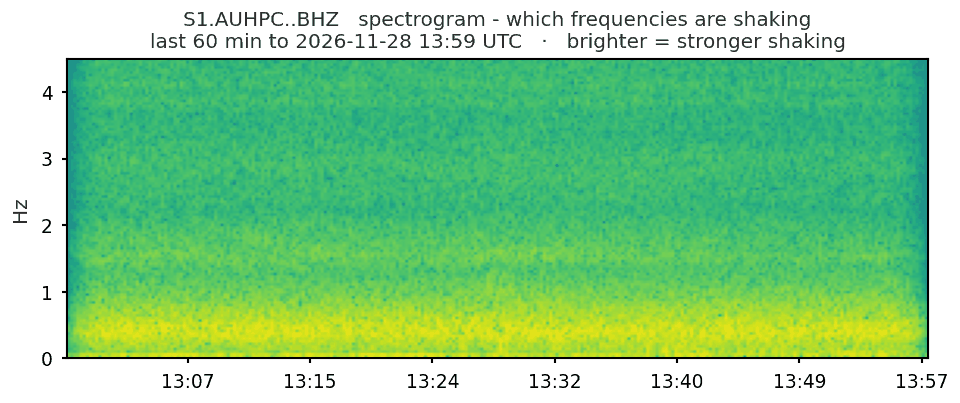 S1.AUHPC..BHZ   spectrogram - which frequencies are shaking
last 60 min to 2026-11-28 13:59 UTC   ·   brighter = stronger shaking
4
3
2
1
0
Hz
13:07 13:15 13:24 13:32 13:40 13:49 13:57